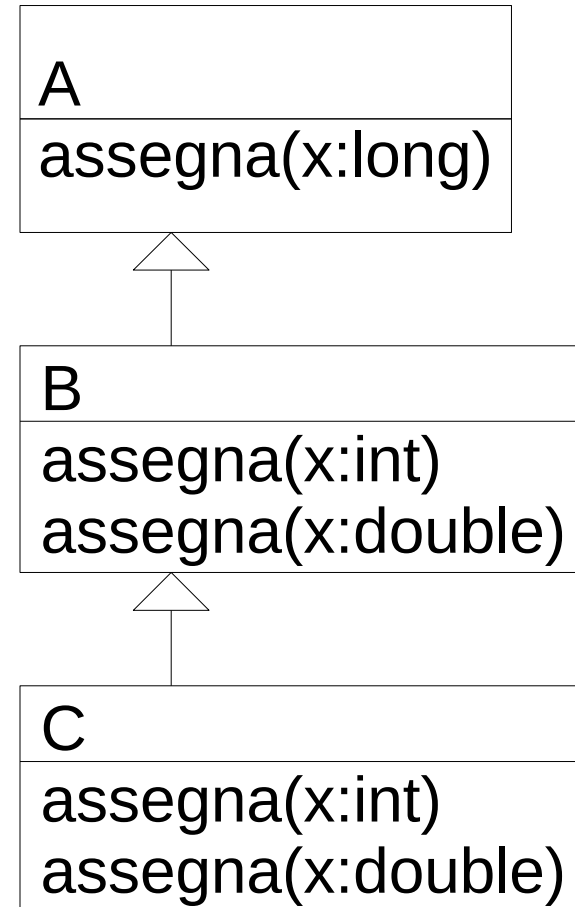 A
assegna(x:long)
B
assegna(x:int)
assegna(x:double)
C
assegna(x:int)
assegna(x:double)